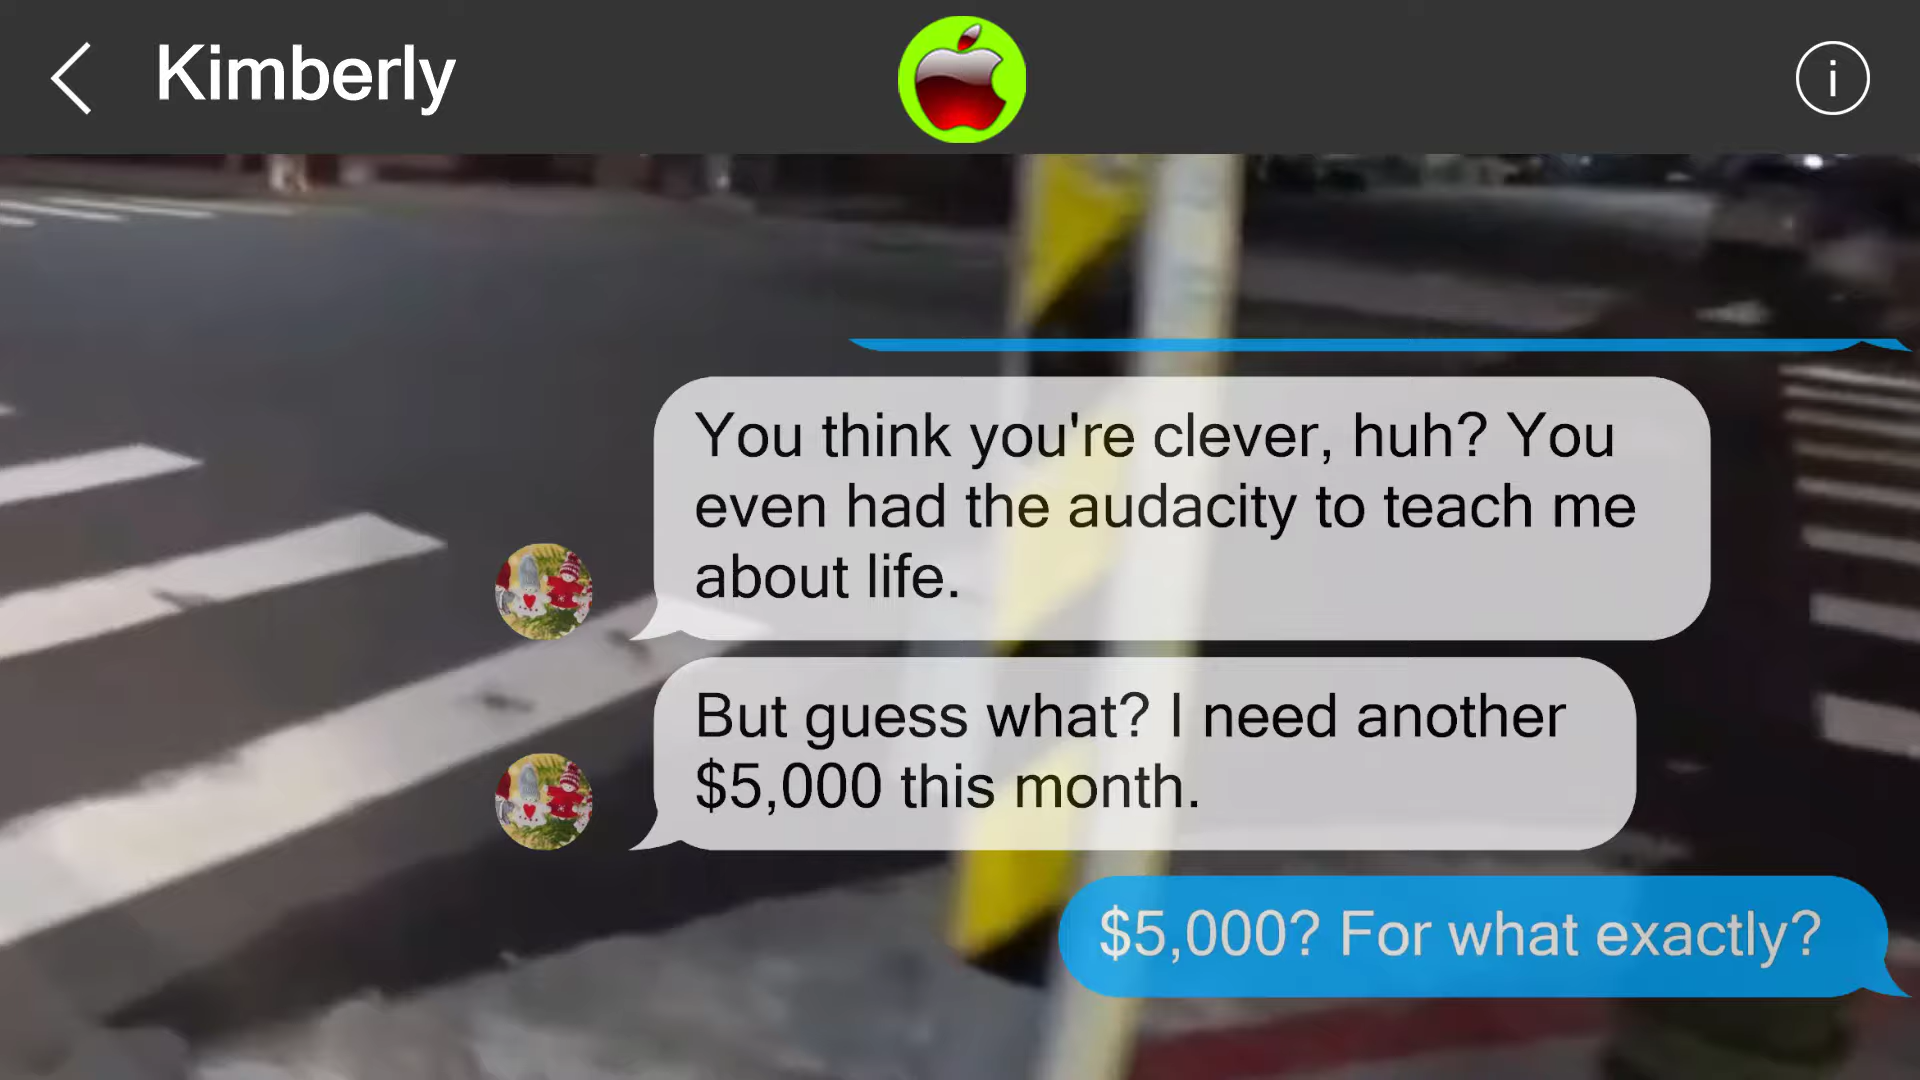 Kimberly
You think you're clever, huh? You
even had the audacity to teach me
about life.
But guess what? I need another
$5,000 this month.
$5,000? For what exactly?